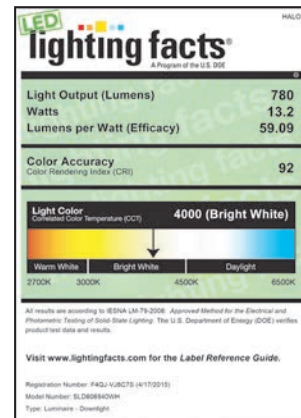 HALO
LED
lighting facts®
A Program of the U.S. DOE
Light Output (Lumens) 780
Watts 13.2
Lumens per Watt (Efficacy) 59.09
Color Accuracy 92
Color Rendering Index (CRI)
Light Color 4000 (Bright White)
Correlated Color Temperature (CCT)
Warm White Bright White Daylight
2700K 3000K 4500K 6500K
All results are according to IESNA LM-79-2008: Approved Method for the Electrical and
Photometric Testing of Solid-State Lighting. The U.S. Department of Energy (DOE) verifies
product test data and results.
Visit www.lightingfacts.com for the Label Reference Guide.
Registration Number: F4QJ-VJ6C7S (4/17/2015)
Model Number: SLD606840WH
Type: Luminaire - Downlight